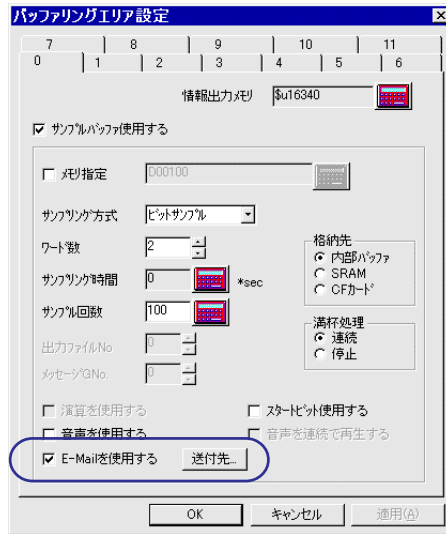 バッファリングエリア設定
7 8 9 10 11
0 1 2 3 4 5 6
情報出力メモリ $u16340
サンプルバッファ使用する
メモリ指定 D00100
サンプリング方式 ビットサンプル
ワード数 2
サンプリング時間 0 *sec
サンプル回数 100
出力ファイルNo 0
メッセージGNo. 0
格納先
内部バッファ
SRAM
CFカード
満杯処理
連続
停止
演算を使用する スタートビット使用する
音声を使用する 音声を連続で再生する
E-Mailを使用する 送付先...
OK キャンセル 適用(A)